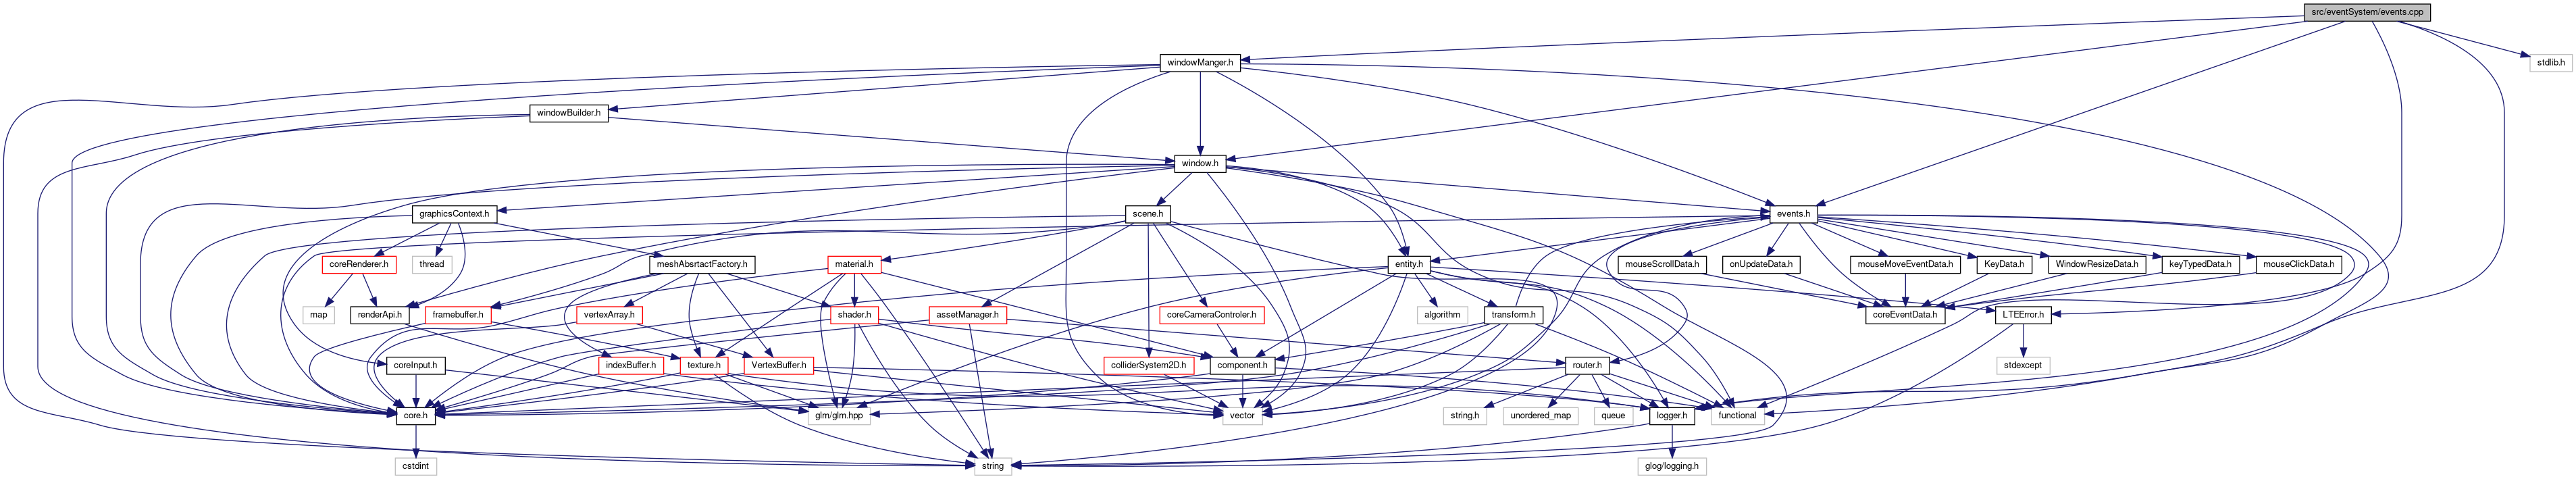 src/eventSystem/events.cpp
windowManger.h
stdlib.h
windowBuilder.h
window.h
graphicsContext.h
scene.h
events.h
coreRenderer.h
thread
meshAbsrtactFactory.h
material.h
entity.h
mouseScrollData.h
onUpdateData.h
mouseMoveEventData.h
KeyData.h
WindowResizeData.h
keyTypedData.h
mouseClickData.h
map
renderApi.h
framebuffer.h
vertexArray.h
shader.h
assetManager.h
coreCameraControler.h
algorithm
transform.h
coreEventData.h
LTEError.h
coreInput.h
indexBuffer.h
texture.h
VertexBuffer.h
colliderSystem2D.h
component.h
router.h
stdexcept
core.h
glm/glm.hpp
vector
string.h
unordered_map
queue
logger.h
functional
cstdint
string
glog/logging.h